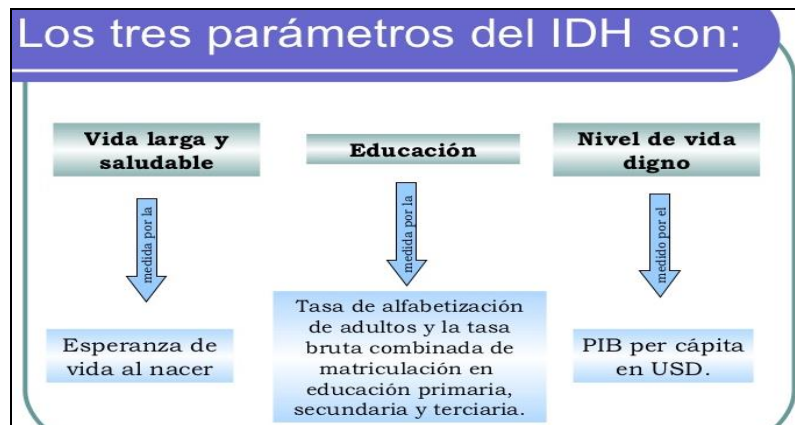 Los tres parámetros del IDH son:
Vida larga y
saludable
medida por la
Esperanza de
vida al nacer
Educación
medida por la
Tasa de alfabetización
de adultos y la tasa
bruta combinada de
matriculación en
educación primaria,
secundaria y terciaria.
Nivel de vida
digno
medido por el
PIB per cápita
en USD.